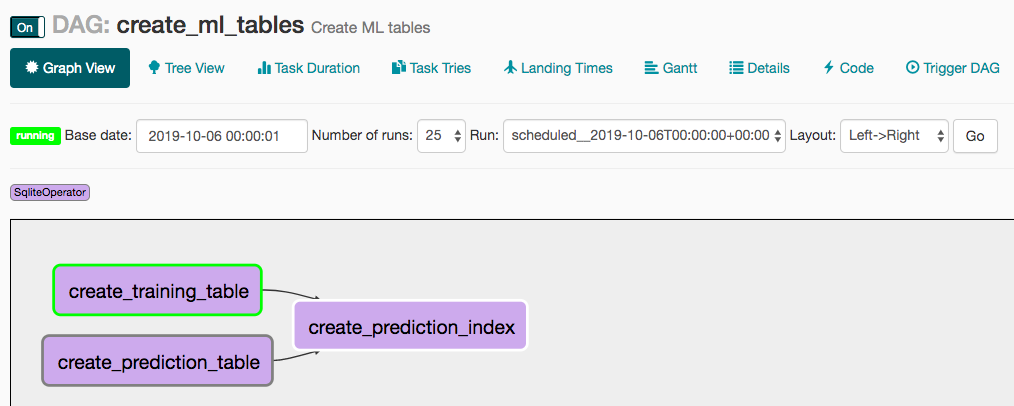 On DAG: create_ml_tables Create ML tables
Graph View Tree View Task Duration Task Tries Landing Times Gantt Details Code Trigger DAG
running Base date: 2019-10-06 00:00:01 Number of runs: 25 Run: scheduled__2019-10-06T00:00:00+00:00 Layout: Left->Right Go
SqliteOperator
create_training_table
create_prediction_index
create_prediction_table